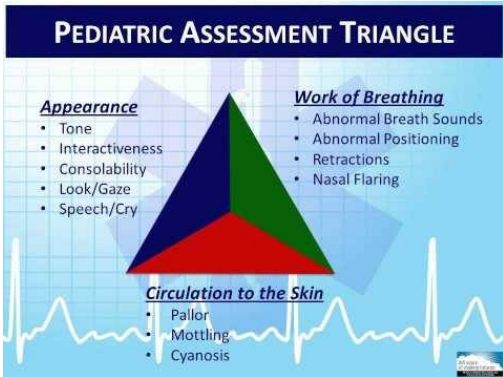 PEDIATRIC ASSESSMENT TRIANGLE
Appearance
• Tone
• Interactiveness
• Consolability
• Look/Gaze
• Speech/Cry
Work of Breathing
• Abnormal Breath Sounds
• Abnormal Positioning
• Retractions
• Nasal Flaring
Circulation to the Skin
• Pallor
• Mottling
• Cyanosis